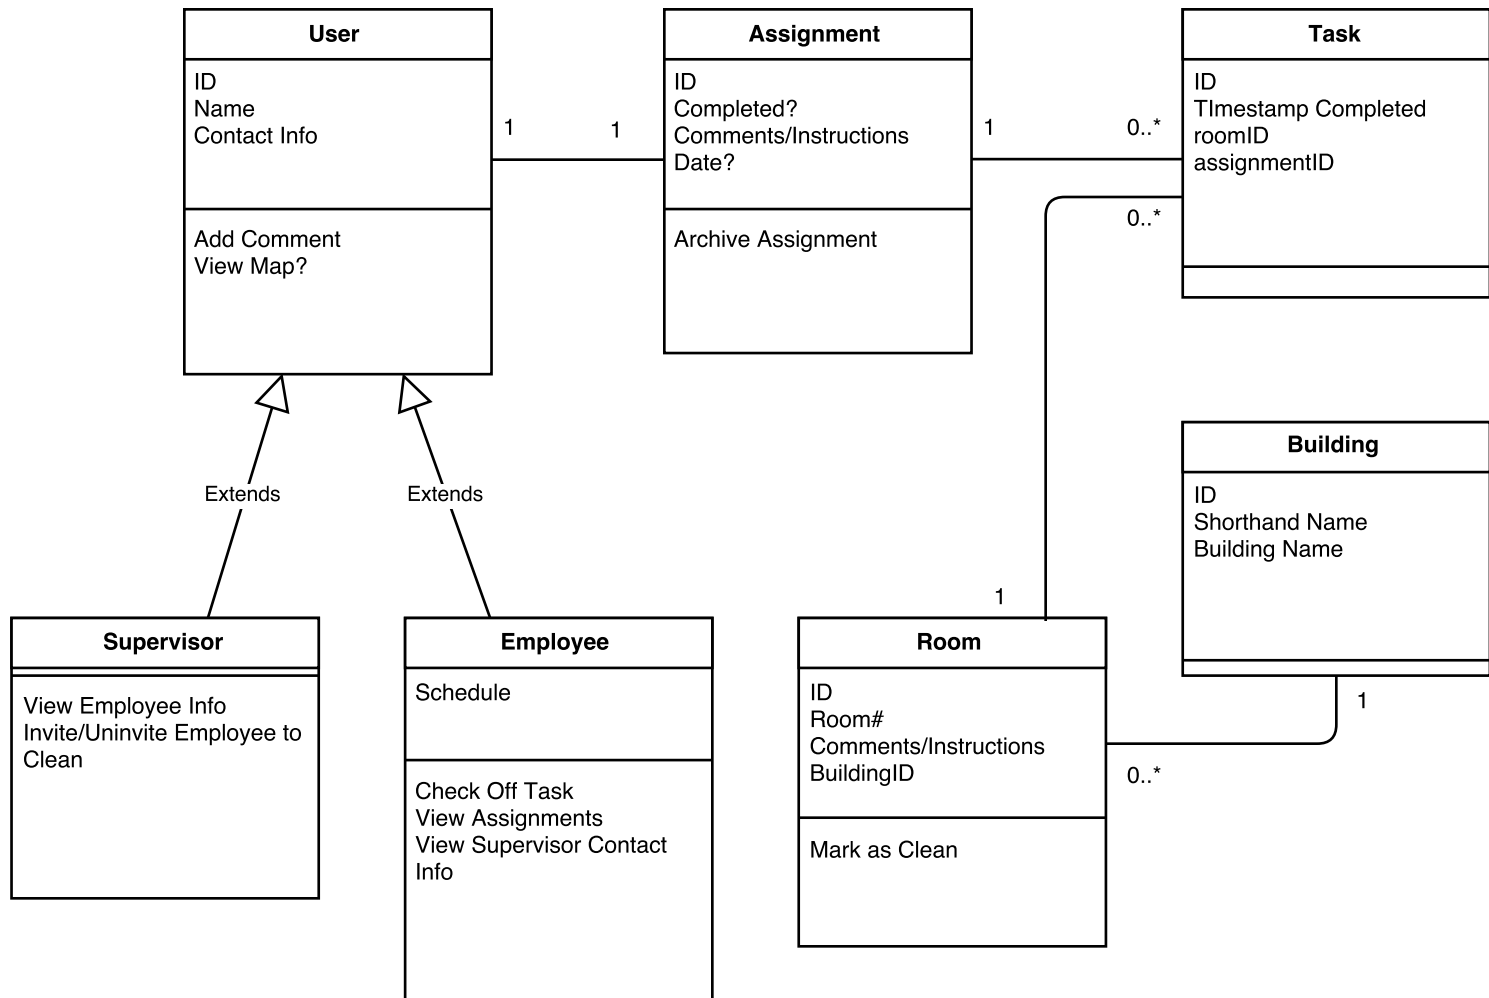 User
ID
Name
Contact Info
Add Comment
View Map?
1
1
Assignment
ID
Completed?
Comments/Instructions
Date?
Archive Assignment
1
0..*
0..*
Task
ID
TImestamp Completed
roomID
assignmentID
Extends
Extends
Building
ID
Shorthand Name
Building Name
Supervisor
View Employee Info
Invite/Uninvite Employee to
Clean
Employee
Schedule
Check Off Task
View Assignments
View Supervisor Contact
Info
1
Room
ID
Room#
Comments/Instructions
BuildingID
Mark as Clean
1
0..*